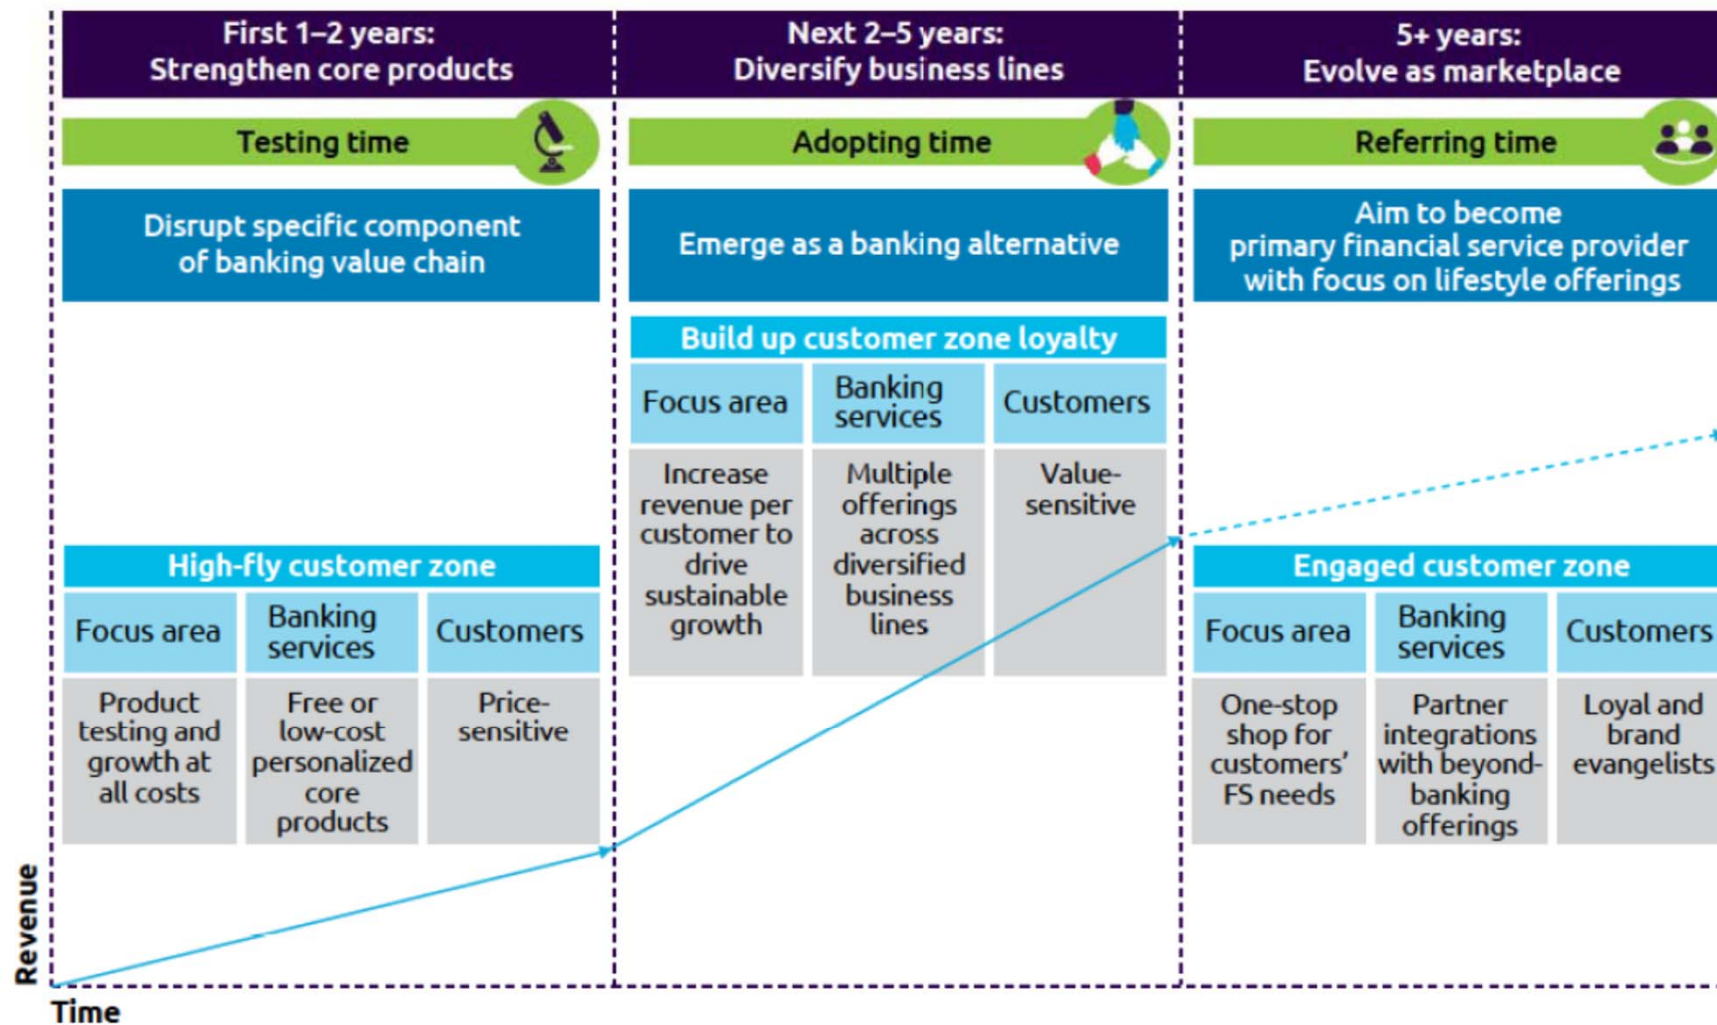 First 1–2 years:
Strengthen core products
Testing time
Disrupt specific component
of banking value chain
High-fly customer zone
Focus area
Banking
services
Customers
Product
testing and
growth at
all costs
Free or
low-cost
personalized
core
products
Price-
sensitive
Next 2–5 years:
Diversify business lines
Adopting time
Emerge as a banking alternative
Build up customer zone loyalty
Focus area
Banking
services
Customers
Increase
revenue per
customer to
drive
sustainable
growth
Multiple
offerings
across
diversified
business
lines
Value-
sensitive
5+ years:
Evolve as marketplace
Referring time
Aim to become
primary financial service provider
with focus on lifestyle offerings
Engaged customer zone
Focus area
Banking
services
Customers
One-stop
shop for
customers’
FS needs
Partner
integrations
with beyond-
banking
offerings
Loyal and
brand
evangelists
Revenue
Time